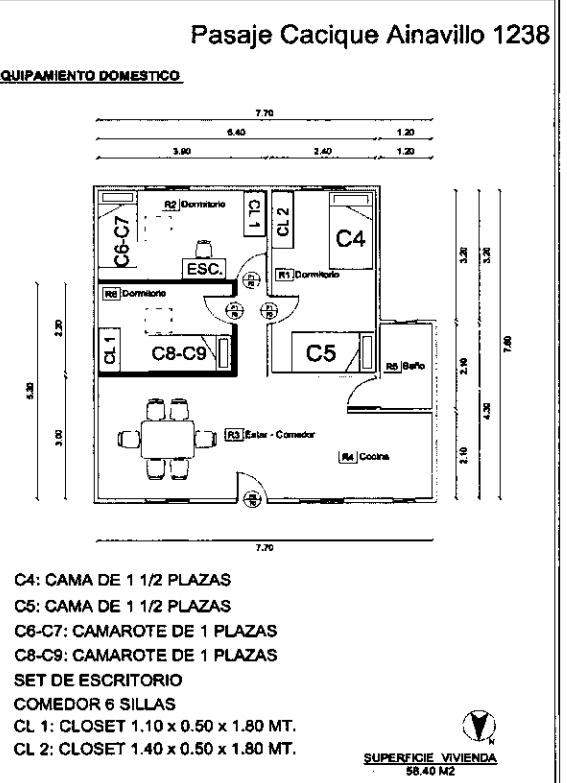 Pasaje Cacique Ainavillo 1238
QUIPAMIENTO DOMESTICO
7.70
6.40 1.20
3.90 2.40 1.20
R2 Dormitorio
C6-C7
CL 1
CL 2
C4
ESC.
R1 Dormitorio
R6 Dormitorio
CL 1
C8-C9
C5
R5 Baño
R3 Estar - Comedor
R4 Cocina
5.20
2.20
3.00
3.20
2.10
2.10
3.20
4.30
7.60
7.70
C4: CAMA DE 1 1/2 PLAZAS
C5: CAMA DE 1 1/2 PLAZAS
C6-C7: CAMAROTE DE 1 PLAZAS
C8-C9: CAMAROTE DE 1 PLAZAS
SET DE ESCRITORIO
COMEDOR 6 SILLAS
CL 1: CLOSET 1.10 x 0.50 x 1.80 MT.
CL 2: CLOSET 1.40 x 0.50 x 1.80 MT.
N
SUPERFICIE VIVIENDA
58.40 M2